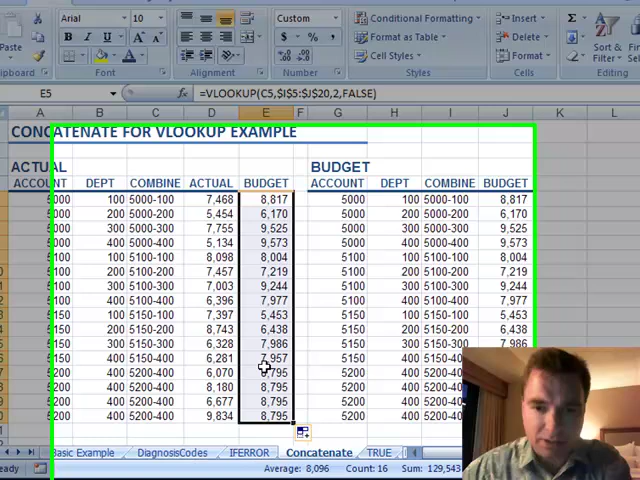 Arial 10 Custom Conditional Formatting Insert Σ
Paste B I U $ % , Format as Table Delete Sort &
Cell Styles Format Filter
Clipboard Font Alignment Number Styles Cells
E5 =VLOOKUP(C5,$I$5:$J$20,2,FALSE)
A B C D E F G H I J K L
CONCATENATE FOR VLOOKUP EXAMPLE
ACTUAL BUDGET
ACCOUNT DEPT COMBINE ACTUAL BUDGET ACCOUNT DEPT COMBINE BUDGET
5000 100 5000-100 7,468 8,817 5000 100 5000-100 8,817
5000 200 5000-200 5,454 6,170 5000 200 5000-200 6,170
5000 300 5000-300 7,755 9,525 5000 300 5000-300 9,525
5000 400 5000-400 5,134 9,573 5000 400 5000-400 9,573
5100 100 5100-100 8,098 8,004 5100 100 5100-100 8,004
5100 200 5100-200 7,457 7,219 5100 200 5100-200 7,219
5100 300 5100-300 7,003 9,244 5100 300 5100-300 9,244
5100 400 5100-400 6,396 7,977 5100 400 5100-400 7,977
5150 100 5150-100 7,397 5,453 5150 100 5150-100 5,453
5150 200 5150-200 8,743 6,438 5150 200 5150-200 6,438
5150 300 5150-300 6,328 7,986 5150 300 5150-300 7,986
5150 400 5150-400 6,281 7,957 5150 400 5150-40
5200 400 5200-400 6,070 5200 400 5200-40
5200 400 5200-400 8,180 8,795 5200 400 5200-40
5200 400 5200-400 6,677 8,795 5200 400 5200-40
5200 400 5200-400 9,834 8,795 5200 400 5200-40
Basic Example DiagnosisCodes IFERROR Concatenate TRUE
Ready Average: 8,096 Count: 16 Sum: 129,543